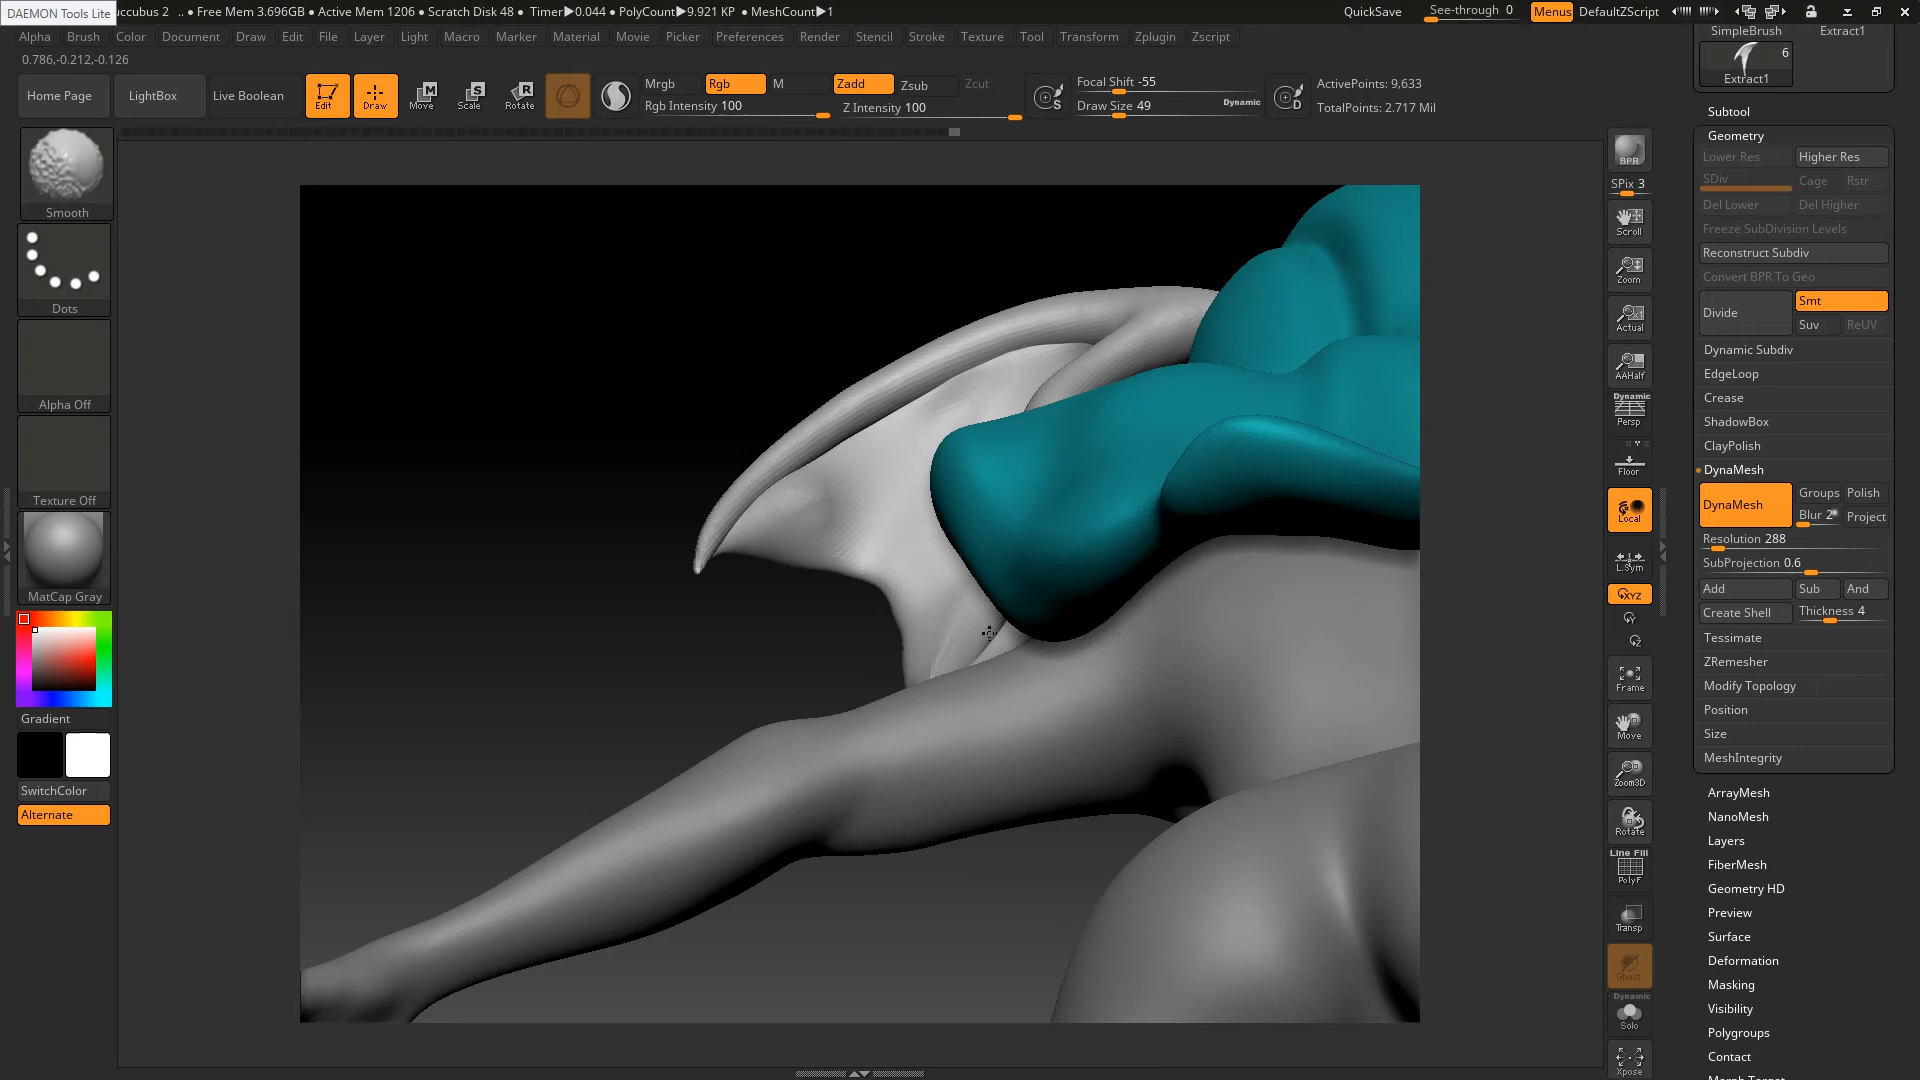 DAEMON Tools Lite
ccubus 2 .. ● Free Mem 3.696GB ● Active Mem 1206 ● Scratch Disk 48 ● Timer▶0.044 ● PolyCount▶9.921 KP ● MeshCount▶1
QuickSave See-through 0 Menus DefaultZScript
Alpha Brush Color Document Draw Edit File Layer Light Macro Marker Material Movie Picker Preferences Render Stencil Stroke Texture Tool Transform Zplugin Zscript
0.786,-0.212,-0.126
Home Page LightBox Live Boolean Edit Draw Move Scale Rotate
Mrgb Rgb M Zadd Zsub Zcut
Rgb Intensity 100 Z Intensity 100
Focal Shift -55
Draw Size 49 Dynamic
ActivePoints: 9,633
TotalPoints: 2.717 Mil
Smooth
Dots
Alpha Off
Texture Off
MatCap Gray
Gradient
SwitchColor
Alternate
BPR
SPix 3
Scroll
Zoom
Actual
AAHalf
Dynamic
Persp
Floor
Local
L.Sym
XYZ
Y
Z
Frame
Move
Zoom3D
Rotate
Line Fill
PolyF
Transp
Ghost
Dynamic
Solo
Xpose
SimpleBrush Extract1
6
Extract1
Subtool
Geometry
Lower Res Higher Res
SDiv Cage Rstr
Del Lower Del Higher
Freeze SubDivision Levels
Reconstruct Subdiv
Convert BPR To Geo
Divide Smt
Suv ReUV
Dynamic Subdiv
EdgeLoop
Crease
ShadowBox
ClayPolish
DynaMesh
DynaMesh Groups Polish
Blur 2 Project
Resolution 288
SubProjection 0.6
Add Sub And
Create Shell Thickness 4
Tessimate
ZRemesher
Modify Topology
Position
Size
MeshIntegrity
ArrayMesh
NanoMesh
Layers
FiberMesh
Geometry HD
Preview
Surface
Deformation
Masking
Visibility
Polygroups
Contact
Morph Target